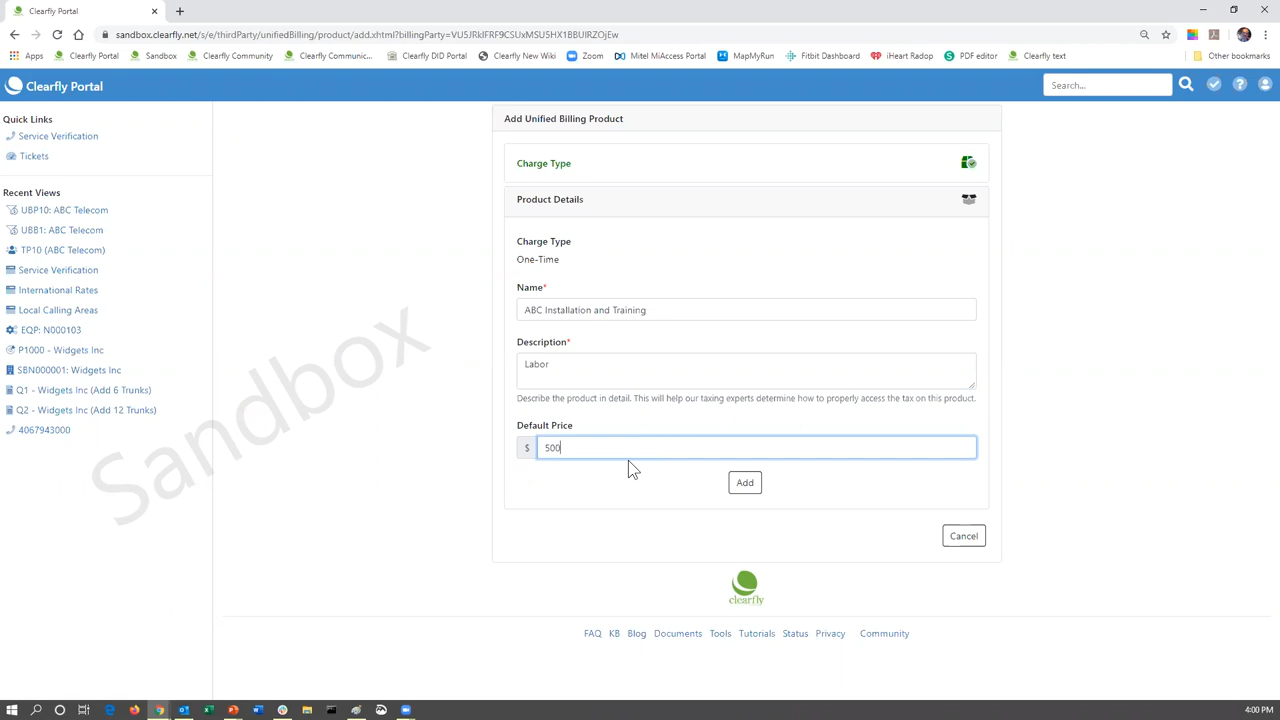 Clearfly Portal
sandbox.clearfly.net/s/e/thirdParty/unifiedBilling/product/add.xhtml?billingParty=VU5JRklFRF9CSUxMSU5HX1BBUlRZOjEw
Apps
Clearfly Portal
Sandbox
Clearfly Community
Clearfly Communic...
Clearfly DID Portal
Clearfly New Wiki
Zoom
Mitel MiAccess Portal
MapMyRun
Fitbit Dashboard
iHeart Radop
PDF editor
Clearfly text
Other bookmarks
Clearfly Portal
Search...
Quick Links
Service Verification
Tickets
Recent Views
UBP10: ABC Telecom
UBB1: ABC Telecom
TP10 (ABC Telecom)
Service Verification
International Rates
Local Calling Areas
EQP: N000103
P1000 - Widgets Inc
SBN000001: Widgets Inc
Q1 - Widgets Inc (Add 6 Trunks)
Q2 - Widgets Inc (Add 12 Trunks)
4067943000
Sandbox
Add Unified Billing Product
Charge Type
Product Details
Charge Type
One-Time
Name*
ABC Installation and Training
Description*
Labor
Describe the product in detail. This will help our taxing experts determine how to properly access the tax on this product.
Default Price
$ 500
Add
Cancel
clearfly
FAQ KB Blog Documents Tools Tutorials Status Privacy Community
4:00 PM